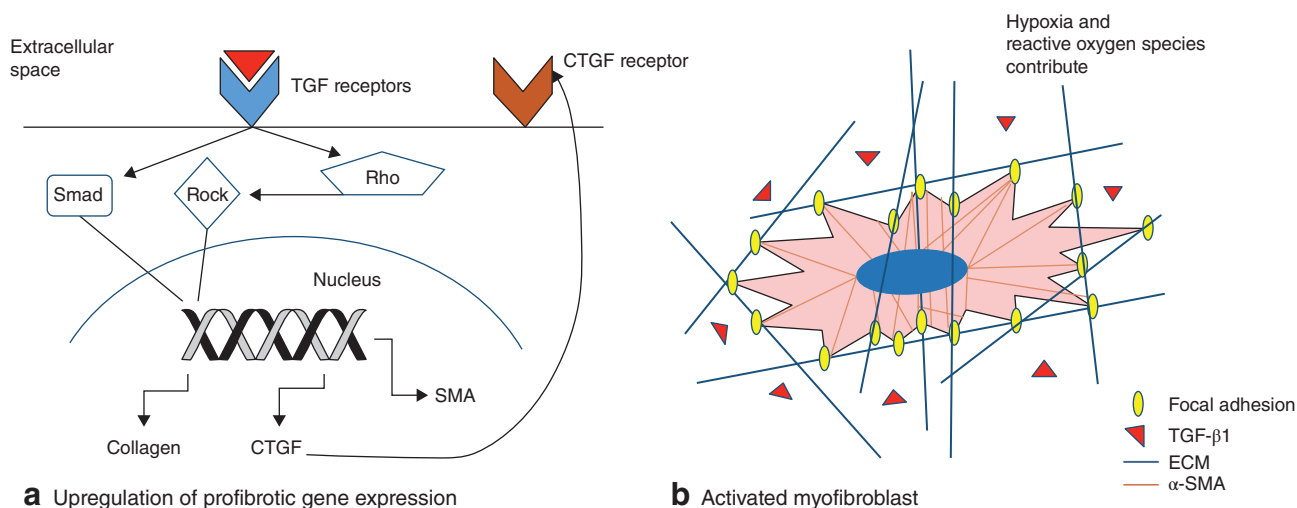 Extracellular
space
TGF receptors
CTGF receptor
Smad
Rock
Rho
Nucleus
SMA
Collagen
CTGF
a Upregulation of profibrotic gene expression
Hypoxia and
reactive oxygen species
contribute
Focal adhesion
TGF-β1
ECM
α-SMA
b Activated myofibroblast